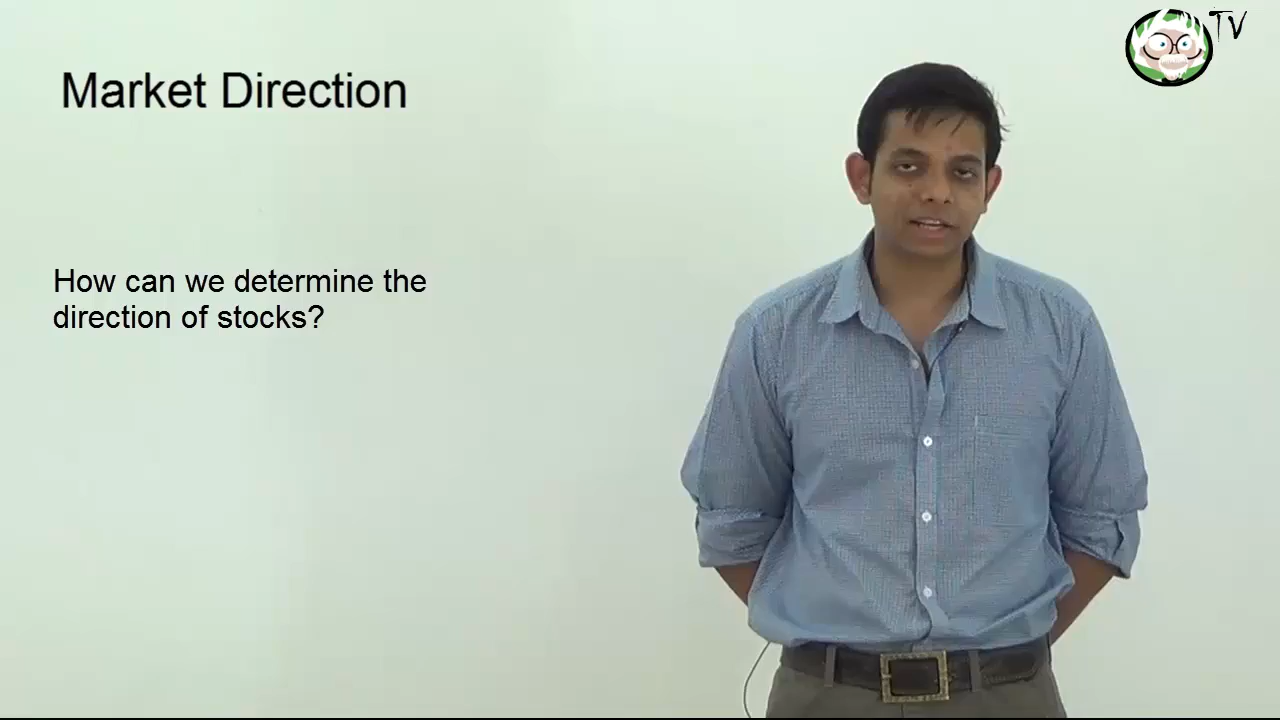 TV
Market Direction
How can we determine the
direction of stocks?